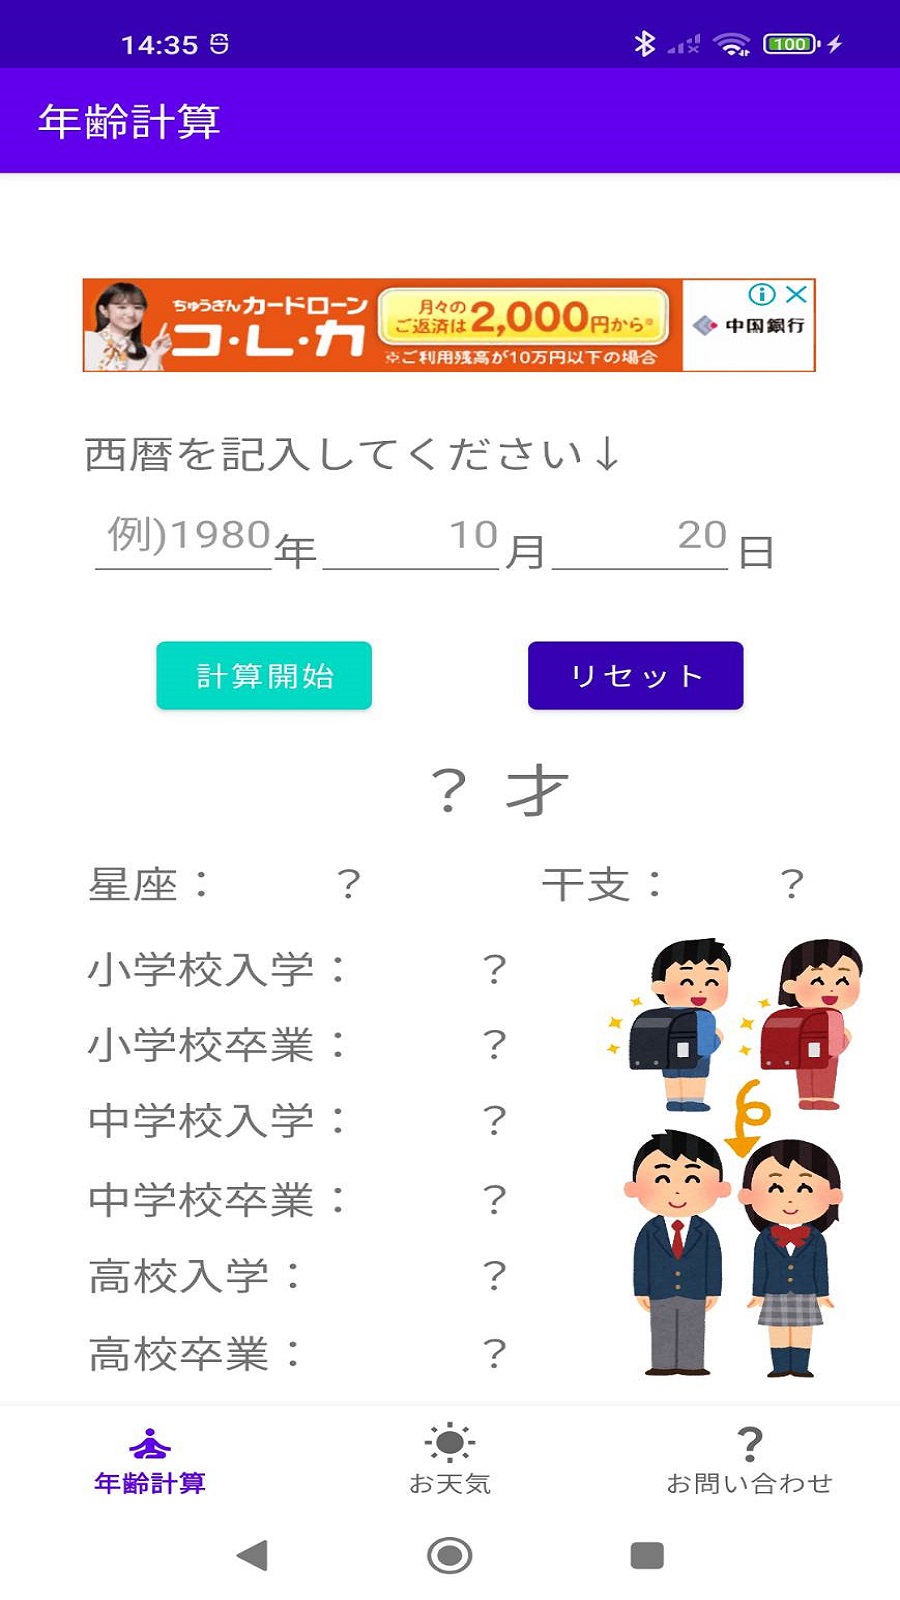 14:35
100
年齢計算
ちゅうぎんカードローン
コ・レ・カ
月々の
ご返済は2,000円から※
※ご利用残高が10万円以下の場合
中国銀行
西暦を記入してください↓
例)1980年 10月 20日
計算開始 リセット
？ 才
星座： ？ 干支： ？
小学校入学： ？
小学校卒業： ？
中学校入学： ？
中学校卒業： ？
高校入学： ？
高校卒業： ？
年齢計算 お天気 お問い合わせ